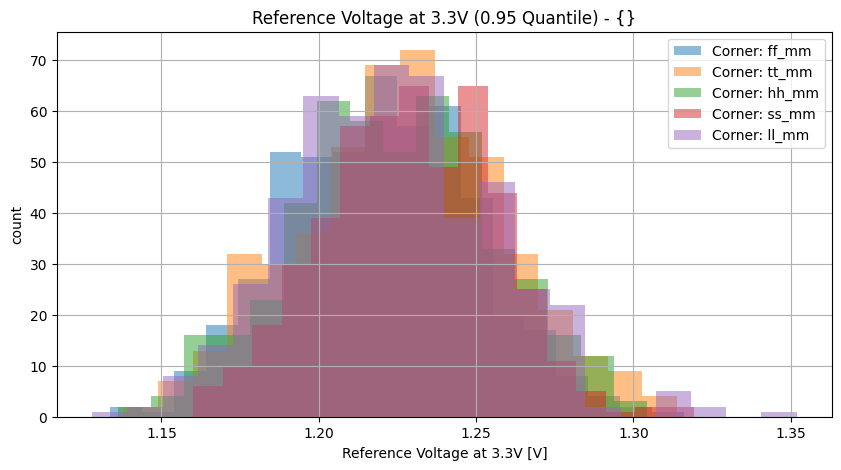 Reference Voltage at 3.3V (0.95 Quantile) - {}
Corner: ff_mm
Corner: tt_mm
Corner: hh_mm
Corner: ss_mm
Corner: ll_mm
count
70
60
50
40
30
20
10
0
1.15 1.20 1.25 1.30 1.35
Reference Voltage at 3.3V [V]